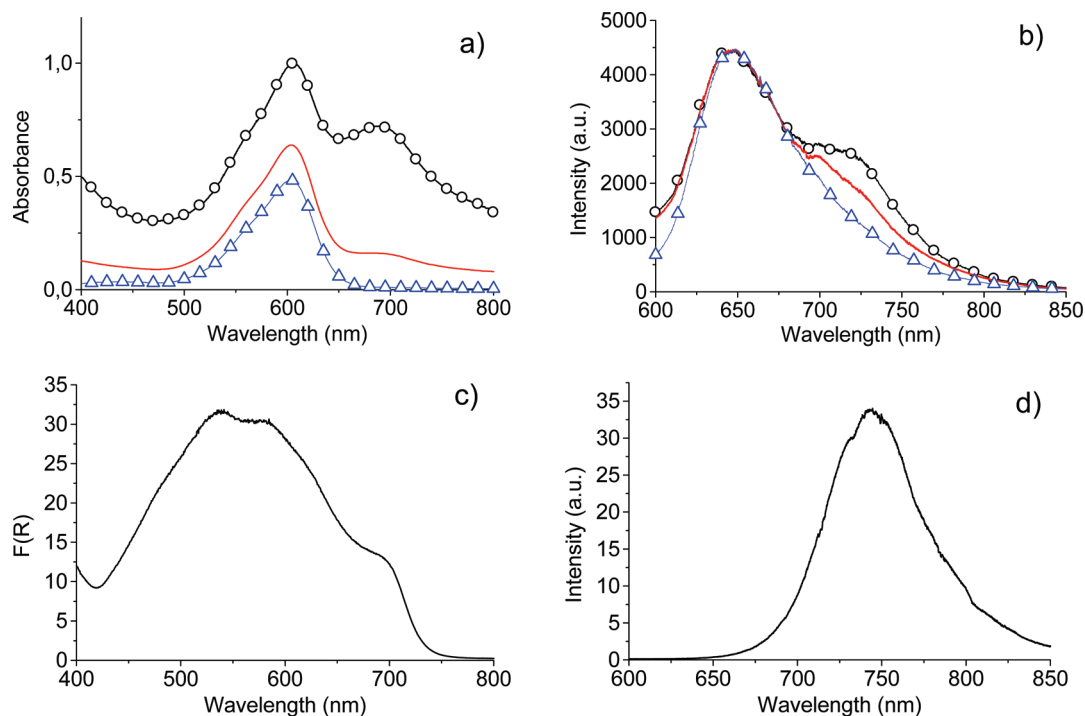 a)
1,0
0,5
0,0
400 500 600 700 800
Wavelength (nm)
Absorbance
b)
5000
4000
3000
2000
1000
0
600 650 700 750 800 850
Wavelength (nm)
Intensity (a.u.)
c)
35
30
25
20
15
10
5
0
400 500 600 700 800
Wavelength (nm)
F(R)
d)
35
30
25
20
15
10
5
0
600 650 700 750 800 850
Wavelength (nm)
Intensity (a.u.)